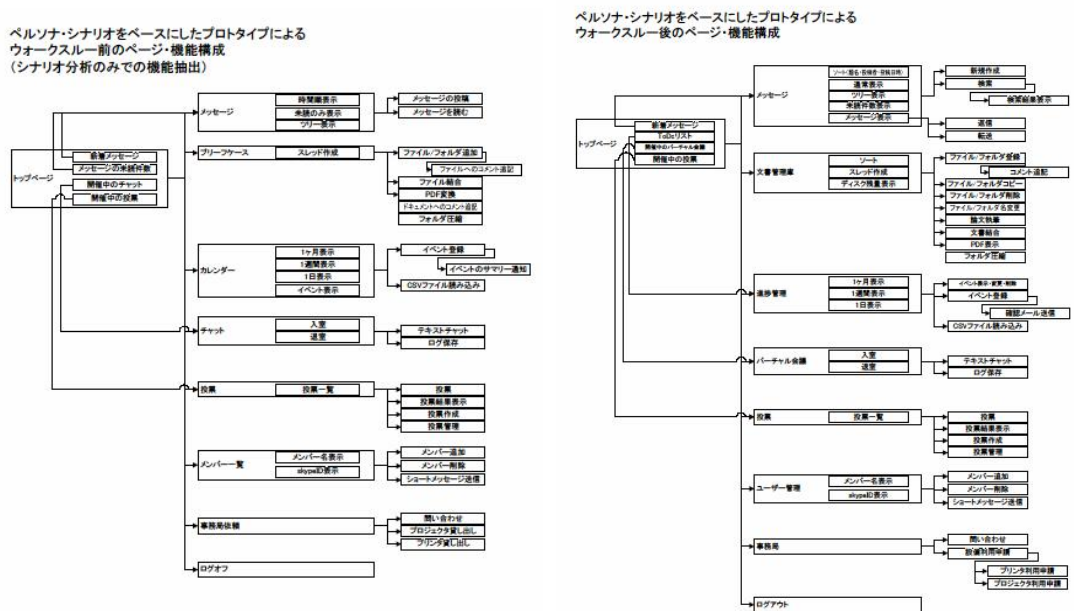 ペルソナ・シナリオをベースにしたプロトタイプによる
ウォークスルー前のページ・機能構成
(シナリオ分析のみでの機能抽出)
トップページ
新着メッセージ
メッセージの未読件数
開催中のチャット
開催中の投票
メッセージ
時間順表示
未読のみ表示
ツリー表示
メッセージの投稿
メッセージを読む
ブリーフケース
スレッド作成
ファイル/フォルダ追加
ファイルへのコメント追記
ファイル結合
PDF変換
ドキュメントへのコメント追記
フォルダ圧縮
カレンダー
1ヶ月表示
1週間表示
1日表示
イベント表示
イベント登録
イベントのサマリー通知
CSVファイル読み込み
チャット
入室
退室
テキストチャット
ログ保存
投票
投票一覧
投票
投票結果表示
投票作成
投票管理
メンバー一覧
メンバー名表示
skypeID表示
メンバー追加
メンバー削除
ショートメッセージ送信
事務局依頼
問い合わせ
プロジェクタ貸し出し
プリンタ貸し出し
ログオフ
ペルソナ・シナリオをベースにしたプロトタイプによる
ウォークスルー後のページ・機能構成
トップページ
新着メッセージ
ToDoリスト
開催中のバーチャル会議
開催中の投票
メッセージ
ソート(題名・投稿者・投稿日時)
通常表示
ツリー表示
未読件数表示
メッセージ表示
新規作成
検索
検索結果表示
返信
転送
文書管理庫
ソート
スレッド作成
ディスク残量表示
ファイル/フォルダ登録
コメント追記
ファイル/フォルダコピー
ファイル/フォルダ削除
ファイル/フォルダ名変更
論文執筆
文書結合
PDF表示
フォルダ圧縮
進捗管理
1ヶ月表示
1週間表示
1日表示
イベント表示・変更・削除
イベント登録
確認メール送信
CSVファイル読み込み
バーチャル会議
入室
退室
テキストチャット
ログ保存
投票
投票一覧
投票
投票結果表示
投票作成
投票管理
ユーザー管理
メンバー名表示
skypeID表示
メンバー追加
メンバー削除
ショートメッセージ送信
事務局
問い合わせ
設備利用申請
プリンタ利用申請
プロジェクタ利用申請
ログアウト